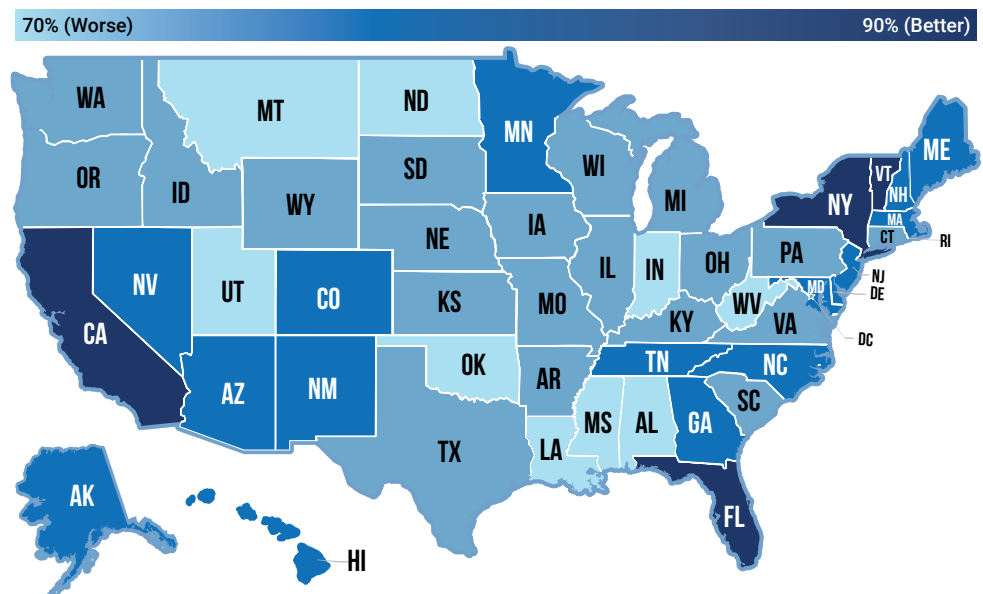 70% (Worse) 90% (Better)
WA
MT
ND
MN
ME
OR
ID
SD
WI
MI
VT
NH
NY
MA
WY
NE
IA
CT
RI
PA
NV
UT
CO
KS
IL
IN
OH
NJ
DE
MD
MO
WV
KY
VA
CA
DC
AZ
NM
OK
AR
TN
NC
SC
TX
LA
MS
AL
GA
AK
FL
HI